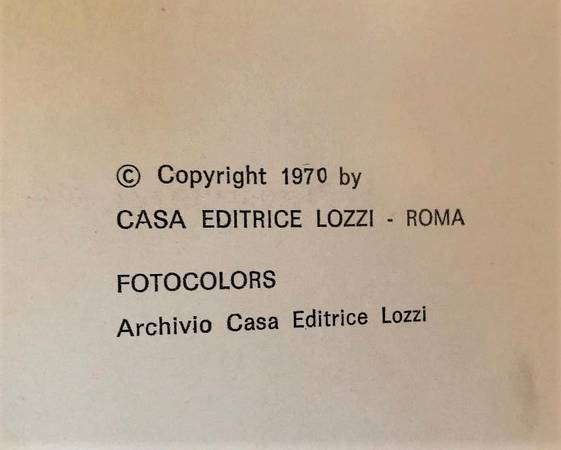 © Copyright 1970 by
CASA EDITRICE LOZZI - ROMA
FOTOCOLORS
Archivio Casa Editrice Lozzi